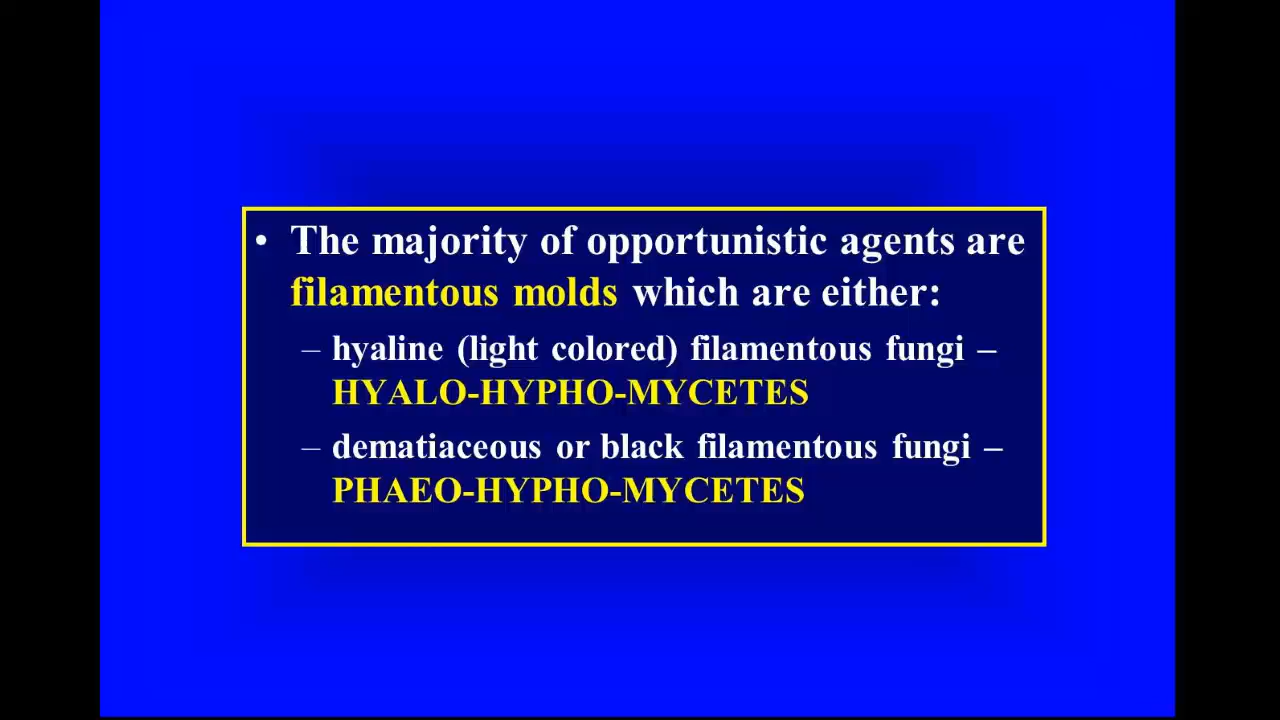 • The majority of opportunistic agents are
filamentous molds which are either:
– hyaline (light colored) filamentous fungi –
HYALO-HYPHO-MYCETES
– dematiaceous or black filamentous fungi –
PHAEO-HYPHO-MYCETES